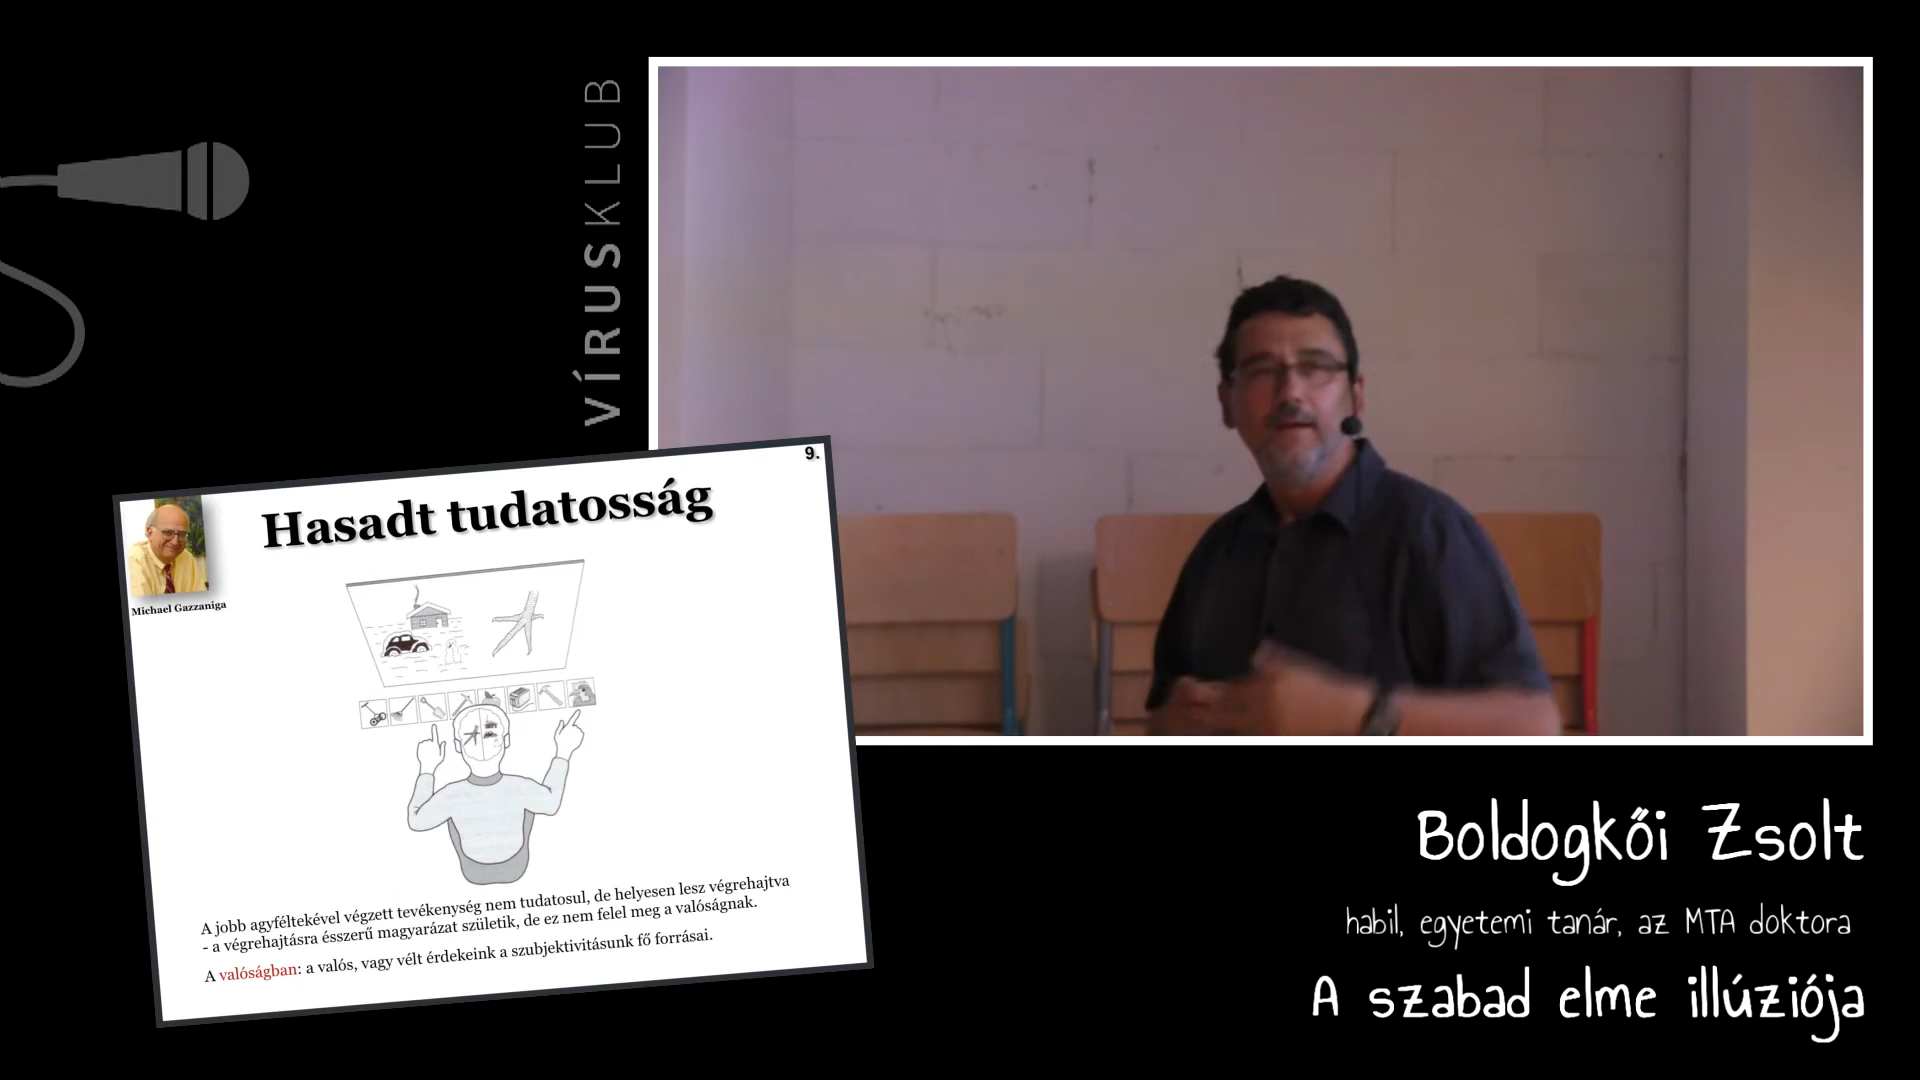 VÍRUSKLUB
9.
Hasadt tudatosság
Michael Gazzaniga
A jobb agyféltekével végzett tevékenység nem tudatosul, de helyesen lesz végrehajtva
- a végrehajtásra ésszerű magyarázat születik, de ez nem felel meg a valóságnak.
A valóságban: a valós, vagy vélt érdekeink a szubjektivitásunk fő forrásai.
Boldogkői Zsolt
habil, egyetemi tanár, az MTA doktora
A szabad elme illúziója